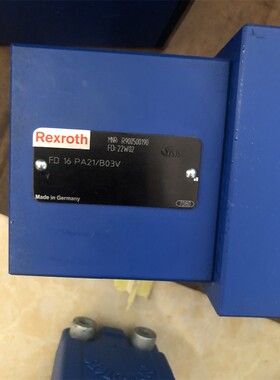 Rexroth
MNR: R900500190
FD: 22W02
FD 16 PA21/B03V
Made in Germany